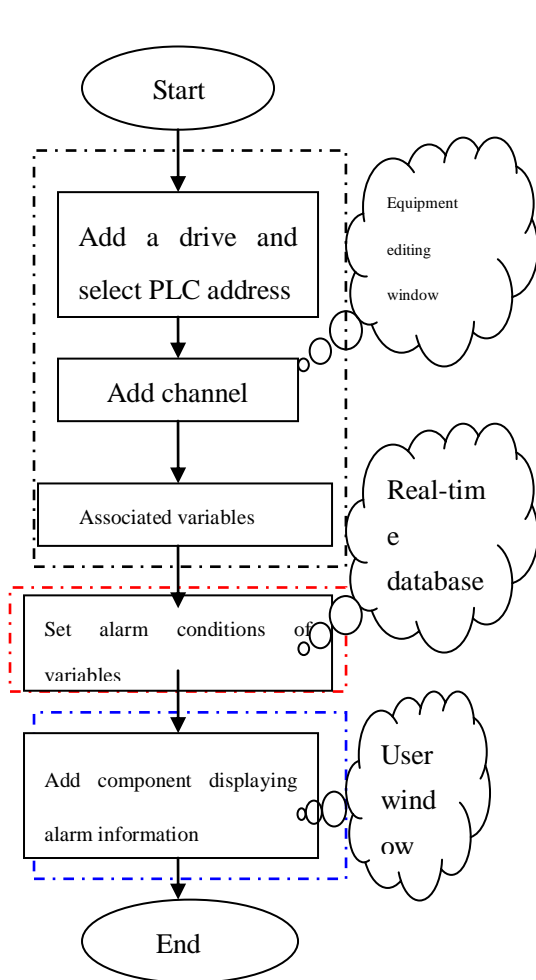 Start
Add a drive and
select PLC address
Equipment
editing
window
Add channel
Associated variables
Real-tim
e
database
Set alarm conditions of
variables
Add component displaying
alarm information
User
wind
ow
End